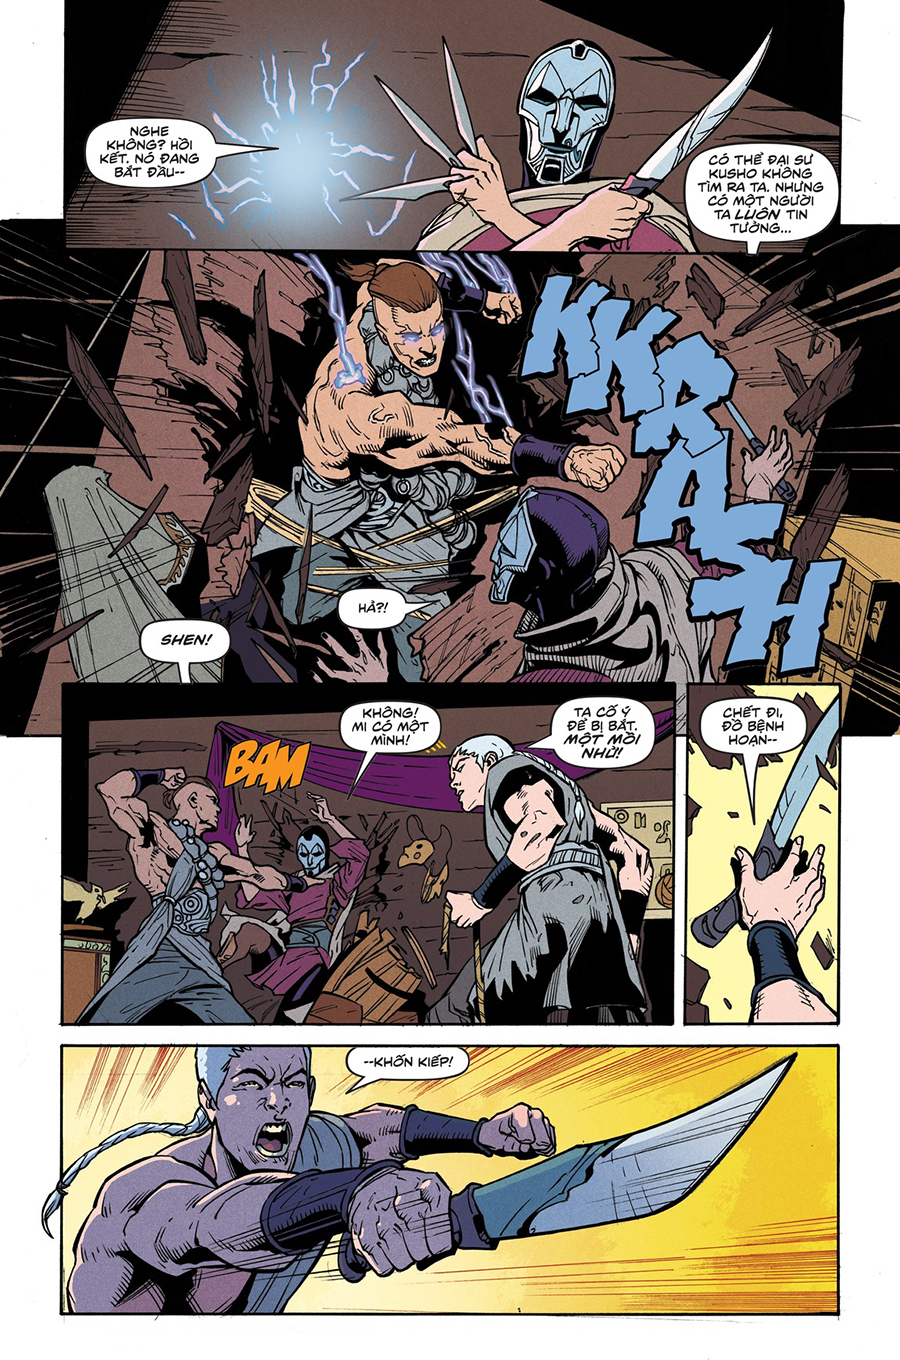 NGHE
KHÔNG? HỒI
KẾT. NÓ ĐANG
BẮT ĐẦU--
CÓ THỂ ĐẠI SƯ
KUSHO KHÔNG
TÌM RA TA. NHƯNG
CÓ MỘT NGƯỜI
TA LUÔN TIN
TƯỞNG...
KKRASH
HẢ?!
SHEN!
KHÔNG!
MI CÓ MỘT
MÌNH!
BAM
TA CỐ Ý
ĐỂ BỊ BẮT.
MỘT MỒI
NHỬ!
CHẾT ĐI,
ĐỒ BỆNH
HOẠN--
--KHỐN KIẾP!